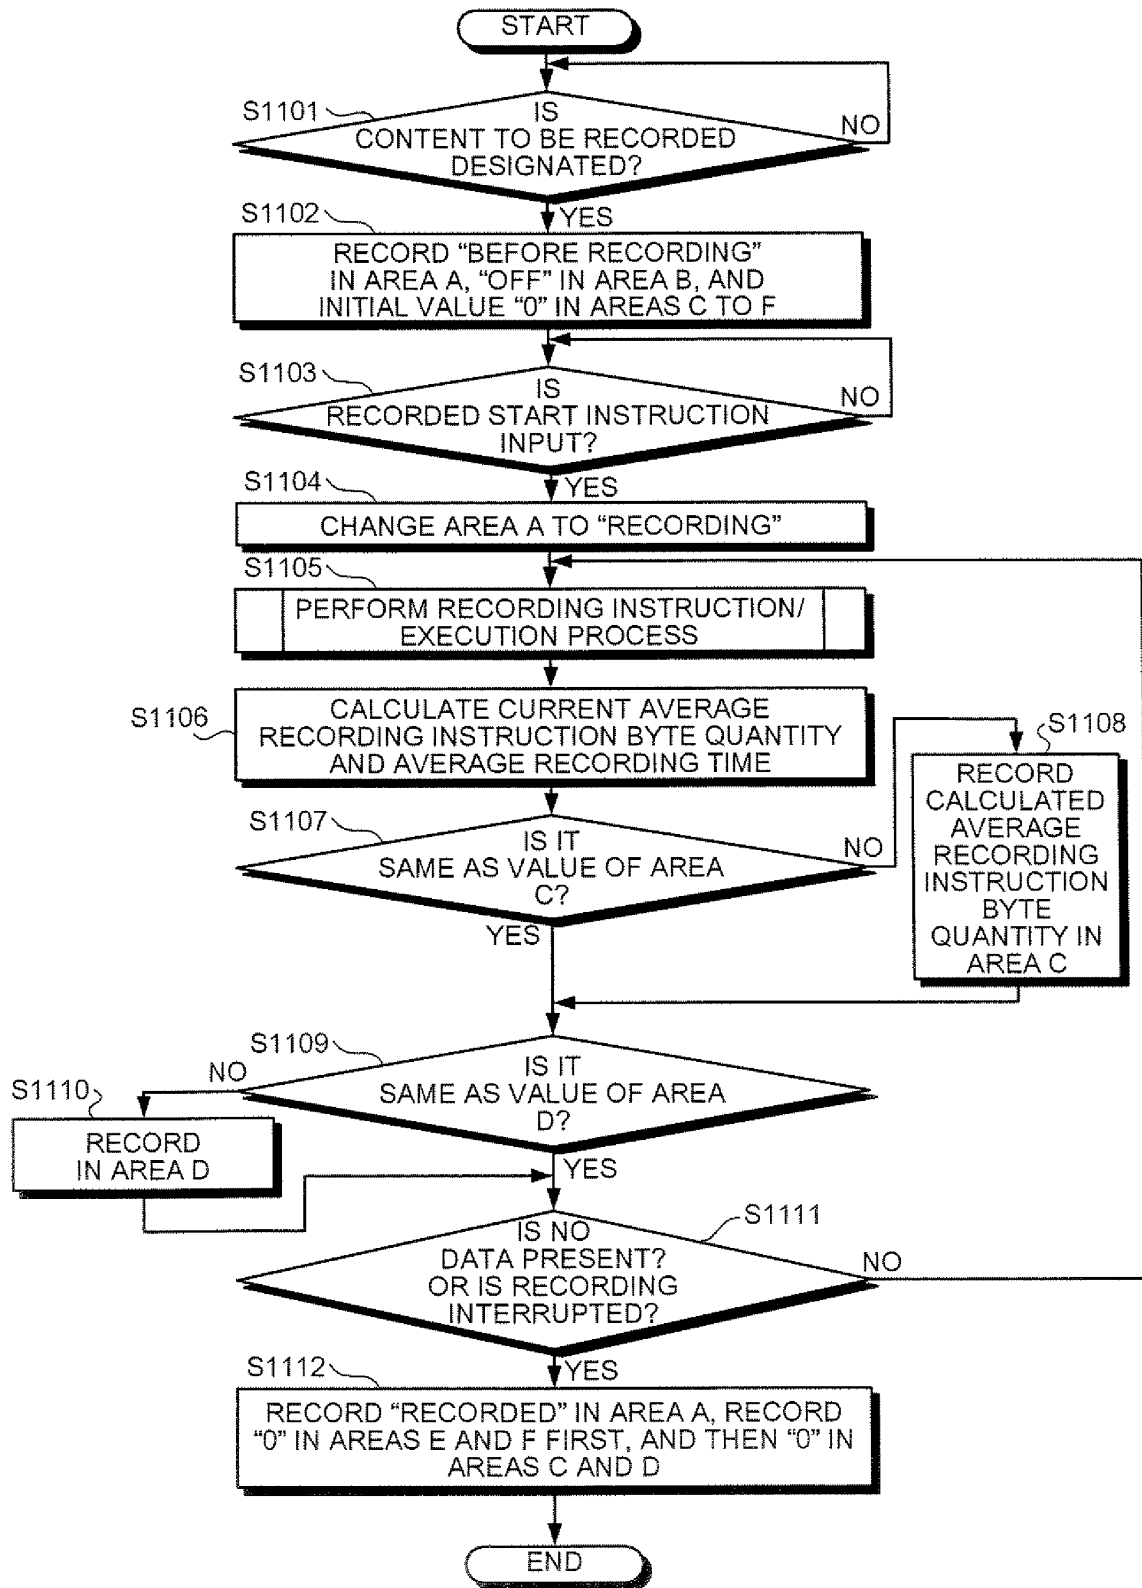 START
S1101
IS
CONTENT TO BE RECORDED
DESIGNATED?
NO
YES
S1102
RECORD “BEFORE RECORDING”
IN AREA A, “OFF” IN AREA B, AND
INITIAL VALUE “0” IN AREAS C TO F
S1103
IS
RECORDED START INSTRUCTION
INPUT?
NO
YES
S1104
CHANGE AREA A TO “RECORDING”
S1105
PERFORM RECORDING INSTRUCTION/
EXECUTION PROCESS
S1106
CALCULATE CURRENT AVERAGE
RECORDING INSTRUCTION BYTE QUANTITY
AND AVERAGE RECORDING TIME
S1107
IS IT
SAME AS VALUE OF AREA
C?
NO
YES
S1108
RECORD
CALCULATED
AVERAGE
RECORDING
INSTRUCTION
BYTE
QUANTITY IN
AREA C
S1109
IS IT
SAME AS VALUE OF AREA
D?
NO
YES
S1110
RECORD
IN AREA D
S1111
IS NO
DATA PRESENT?
OR IS RECORDING
INTERRUPTED?
NO
YES
S1112
RECORD “RECORDED” IN AREA A, RECORD
“0” IN AREAS E AND F FIRST, AND THEN “0” IN
AREAS C AND D
END